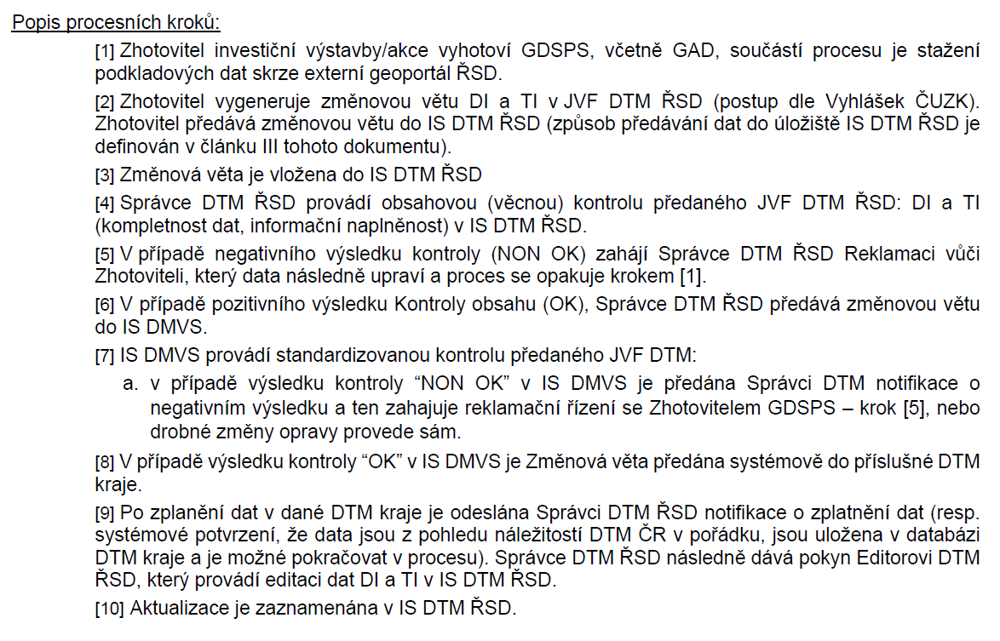 Popis procesních kroků:
[1] Zhotovitel investiční výstavby/akce vyhotoví GDSPS, včetně GAD, součástí procesu je stažení
podkladových dat skrze externí geoportál ŘSD.
[2] Zhotovitel vygeneruje změnovou větu DI a TI v JVF DTM ŘSD (postup dle Vyhlášek ČUZK).
Zhotovitel předává změnovou větu do IS DTM ŘSD (způsob předávání dat do úložiště IS DTM ŘSD je
definován v článku III tohoto dokumentu).
[3] Změnová věta je vložena do IS DTM ŘSD
[4] Správce DTM ŘSD provádí obsahovou (věcnou) kontrolu předaného JVF DTM ŘSD: DI a TI
(kompletnost dat, informační naplněnost) v IS DTM ŘSD.
[5] V případě negativního výsledku kontroly (NON OK) zahájí Správce DTM ŘSD Reklamaci vůči
Zhotoviteli, který data následně upraví a proces se opakuje krokem [1].
[6] V případě pozitivního výsledku Kontroly obsahu (OK), Správce DTM ŘSD předává změnovou větu
do IS DMVS.
[7] IS DMVS provádí standardizovanou kontrolu předaného JVF DTM:
a. v případě výsledku kontroly “NON OK” v IS DMVS je předána Správci DTM notifikace o
negativním výsledku a ten zahajuje reklamační řízení se Zhotovitelem GDSPS – krok [5], nebo
drobné změny opravy provede sám.
[8] V případě výsledku kontroly “OK” v IS DMVS je Změnová věta předána systémově do příslušné DTM
kraje.
[9] Po zplanění dat v dané DTM kraje je odeslána Správci DTM ŘSD notifikace o zplatnění dat (resp.
systémové potvrzení, že data jsou z pohledu náležitostí DTM ČR v pořádku, jsou uložena v databázi
DTM kraje a je možné pokračovat v procesu). Správce DTM ŘSD následně dává pokyn Editorovi DTM
ŘSD, který provádí editaci dat DI a TI v IS DTM ŘSD.
[10] Aktualizace je zaznamenána v IS DTM ŘSD.